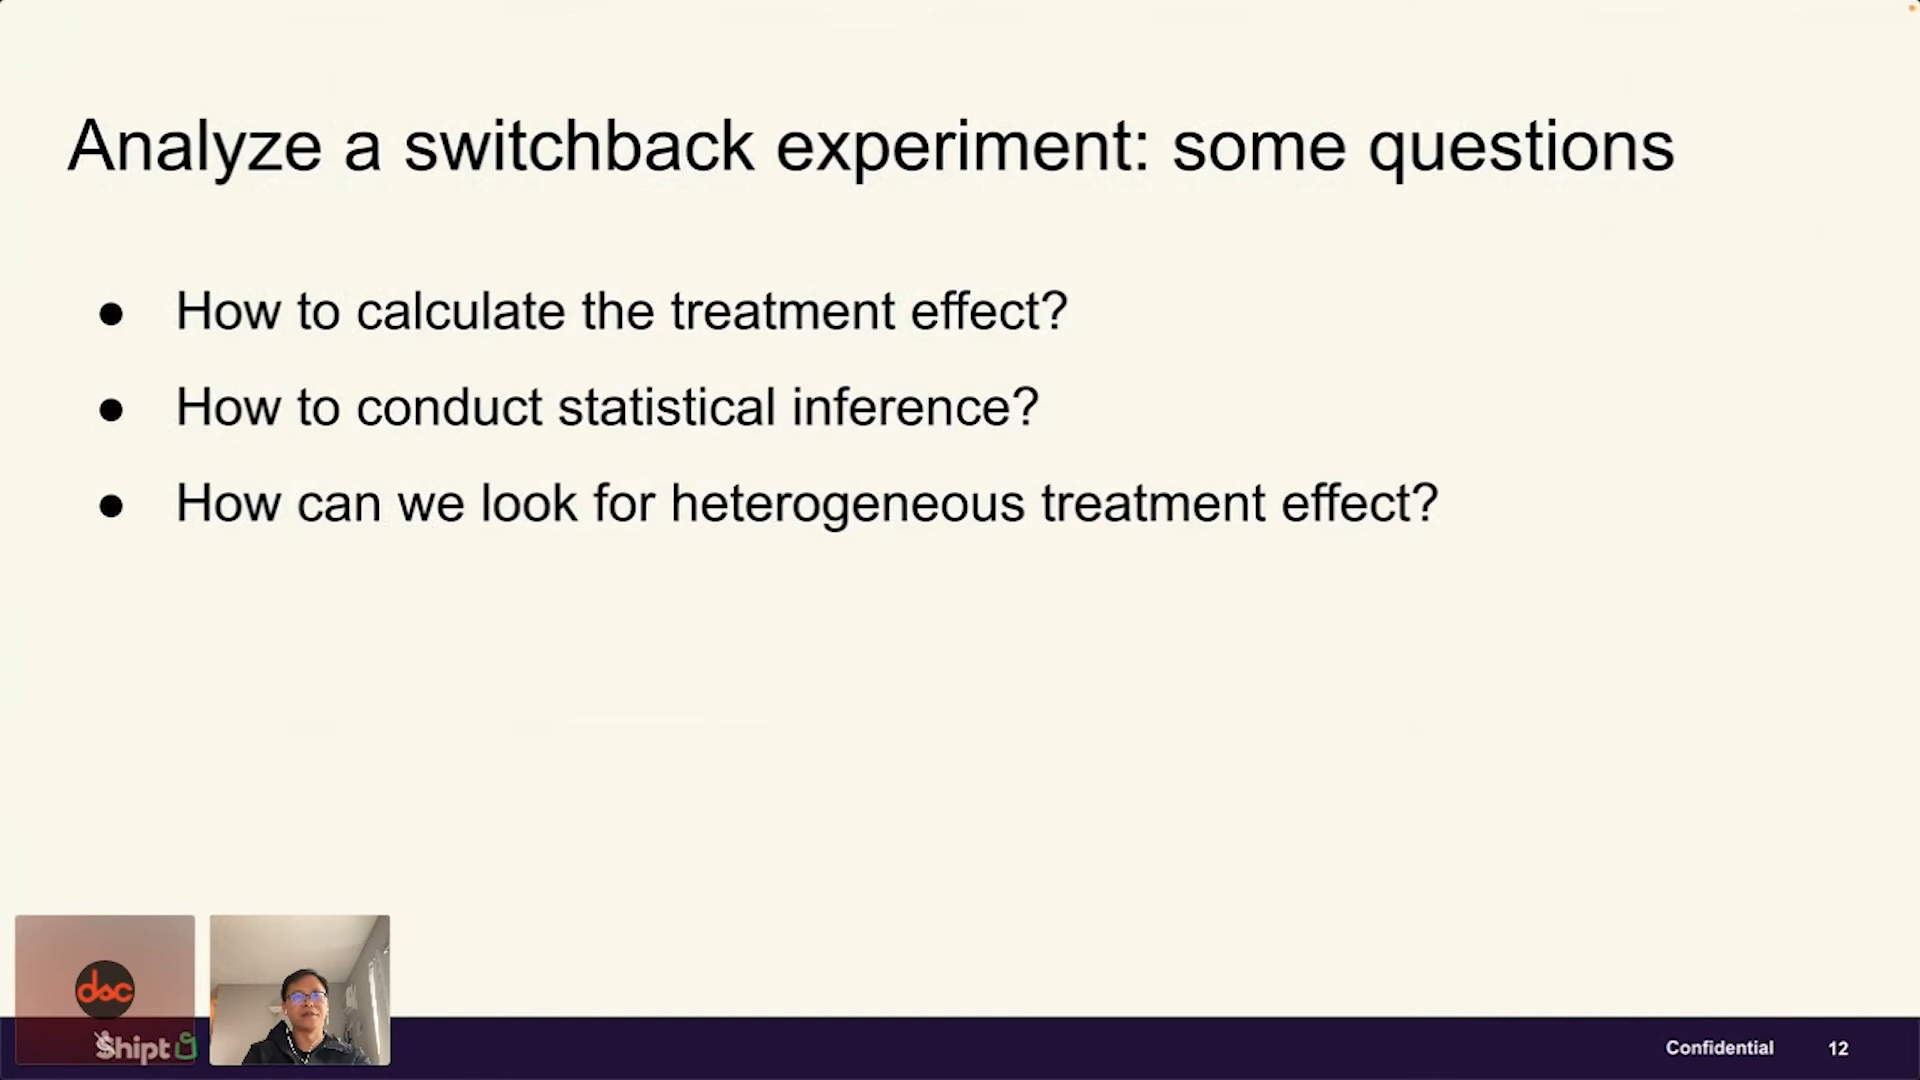 Analyze a switchback experiment: some questions
● How to calculate the treatment effect?
● How to conduct statistical inference?
● How can we look for heterogeneous treatment effect?
dsc
Shipt
Confidential 12